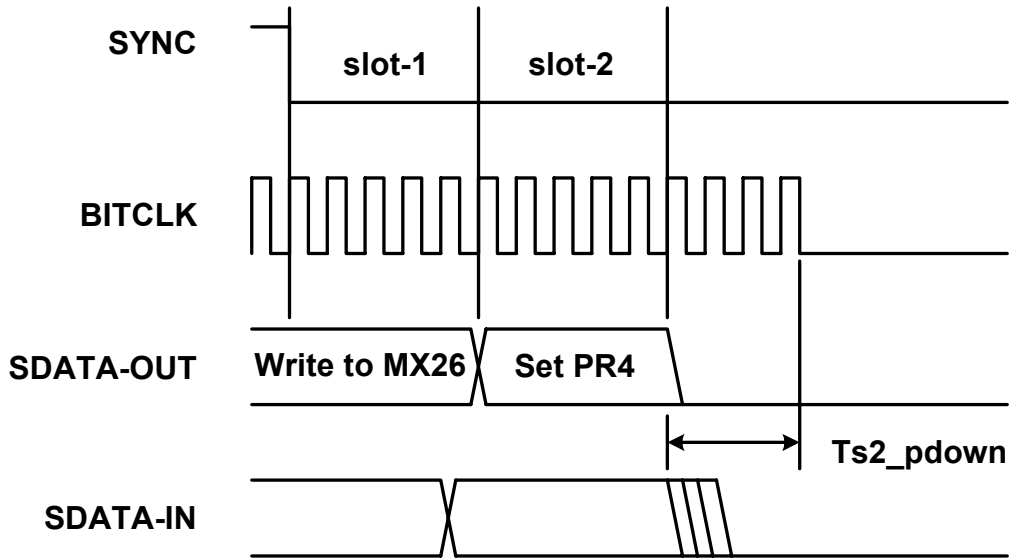 SYNC
slot-1
slot-2
BITCLK
SDATA-OUT
Write to MX26
Set PR4
Ts2_pdown
SDATA-IN